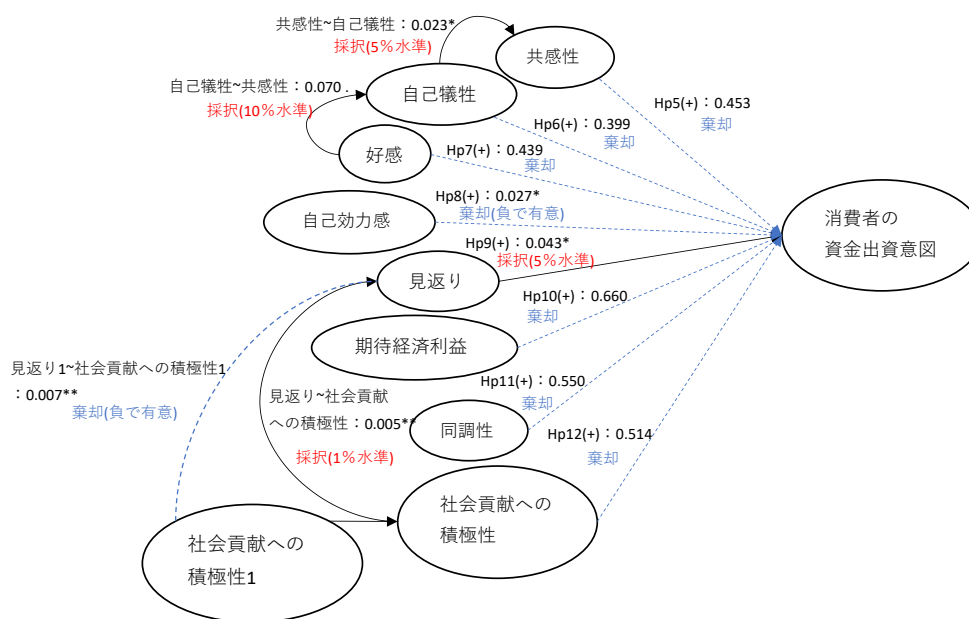 共感性~自己犠牲：0.023*
採択(5%水準)
共感性
自己犠牲~共感性：0.070 .
採択(10%水準)
自己犠牲
Hp5(+)：0.453
棄却
Hp6(+)：0.399
棄却
好感
Hp7(+)：0.439
棄却
自己効力感
Hp8(+)：0.027*
棄却(負で有意)
消費者の
資金出資意図
Hp9(+)：0.043*
採択(5%水準)
見返り
Hp10(+)：0.660
棄却
期待経済利益
見返り1~社会貢献への積極性1
：0.007**
棄却(負で有意)
見返り~社会貢献
への積極性：0.005**
採択(1%水準)
Hp11(+)：0.550
棄却
同調性
Hp12(+)：0.514
棄却
社会貢献への
積極性
社会貢献への
積極性1